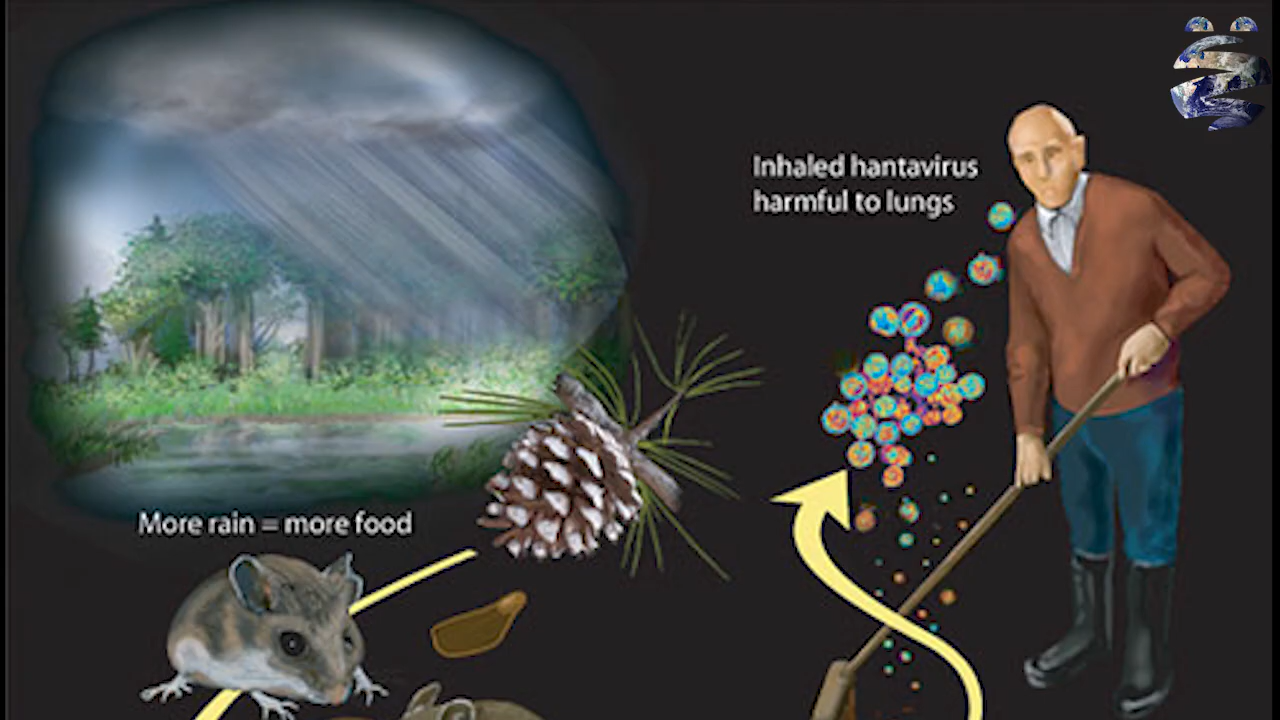 Inhaled hantavirus
harmful to lungs
More rain = more food